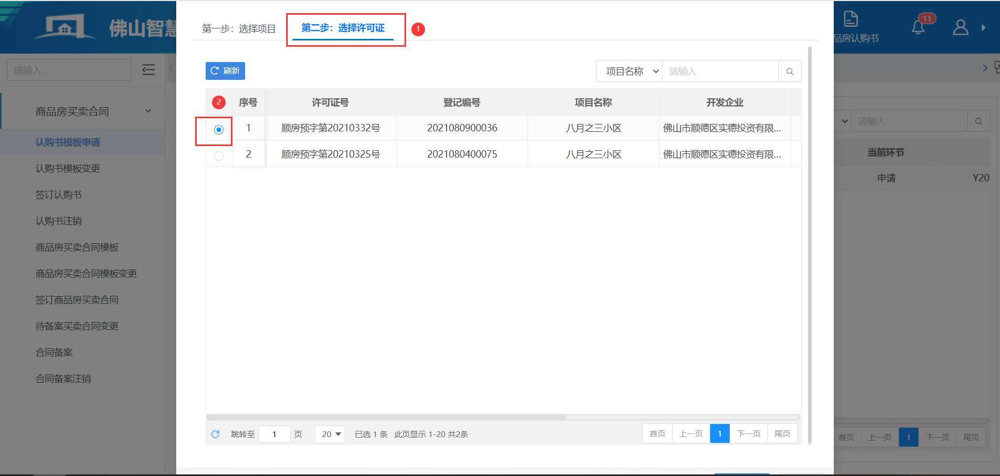 佛山智慧
第一步：选择项目
第二步：选择许可证
1
品房认购书
11
请输入...
刷新
项目名称
请输入
2
序号
许可证号
登记编号
项目名称
开发企业
1
顺房预字第20210332号
2021080900036
八月之三小区
佛山市顺德区实德投资有限...
2
顺房预字第20210325号
2021080400075
八月之三小区
佛山市顺德区实德投资有限...
商品房买卖合同
认购书模板申请
认购书模板变更
签订认购书
认购书注销
商品房买卖合同模板
商品房买卖合同模板变更
签订商品房买卖合同
待备案买卖合同变更
合同备案
合同备案注销
请输入
当前环节
申请
Y20
跳转至
1
页
20
已选 1 条
此页显示 1-20 共2条
首页
上一页
1
下一页
尾页
首页
上一页
1
下一页
尾页